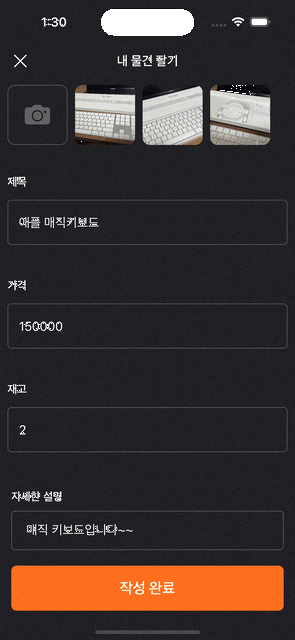 1:30
내 물건 팔기
제목
애플 매직키보드
가격
150000
재고
2
자세한 설명
매직 키보드입니다~~
작성 완료